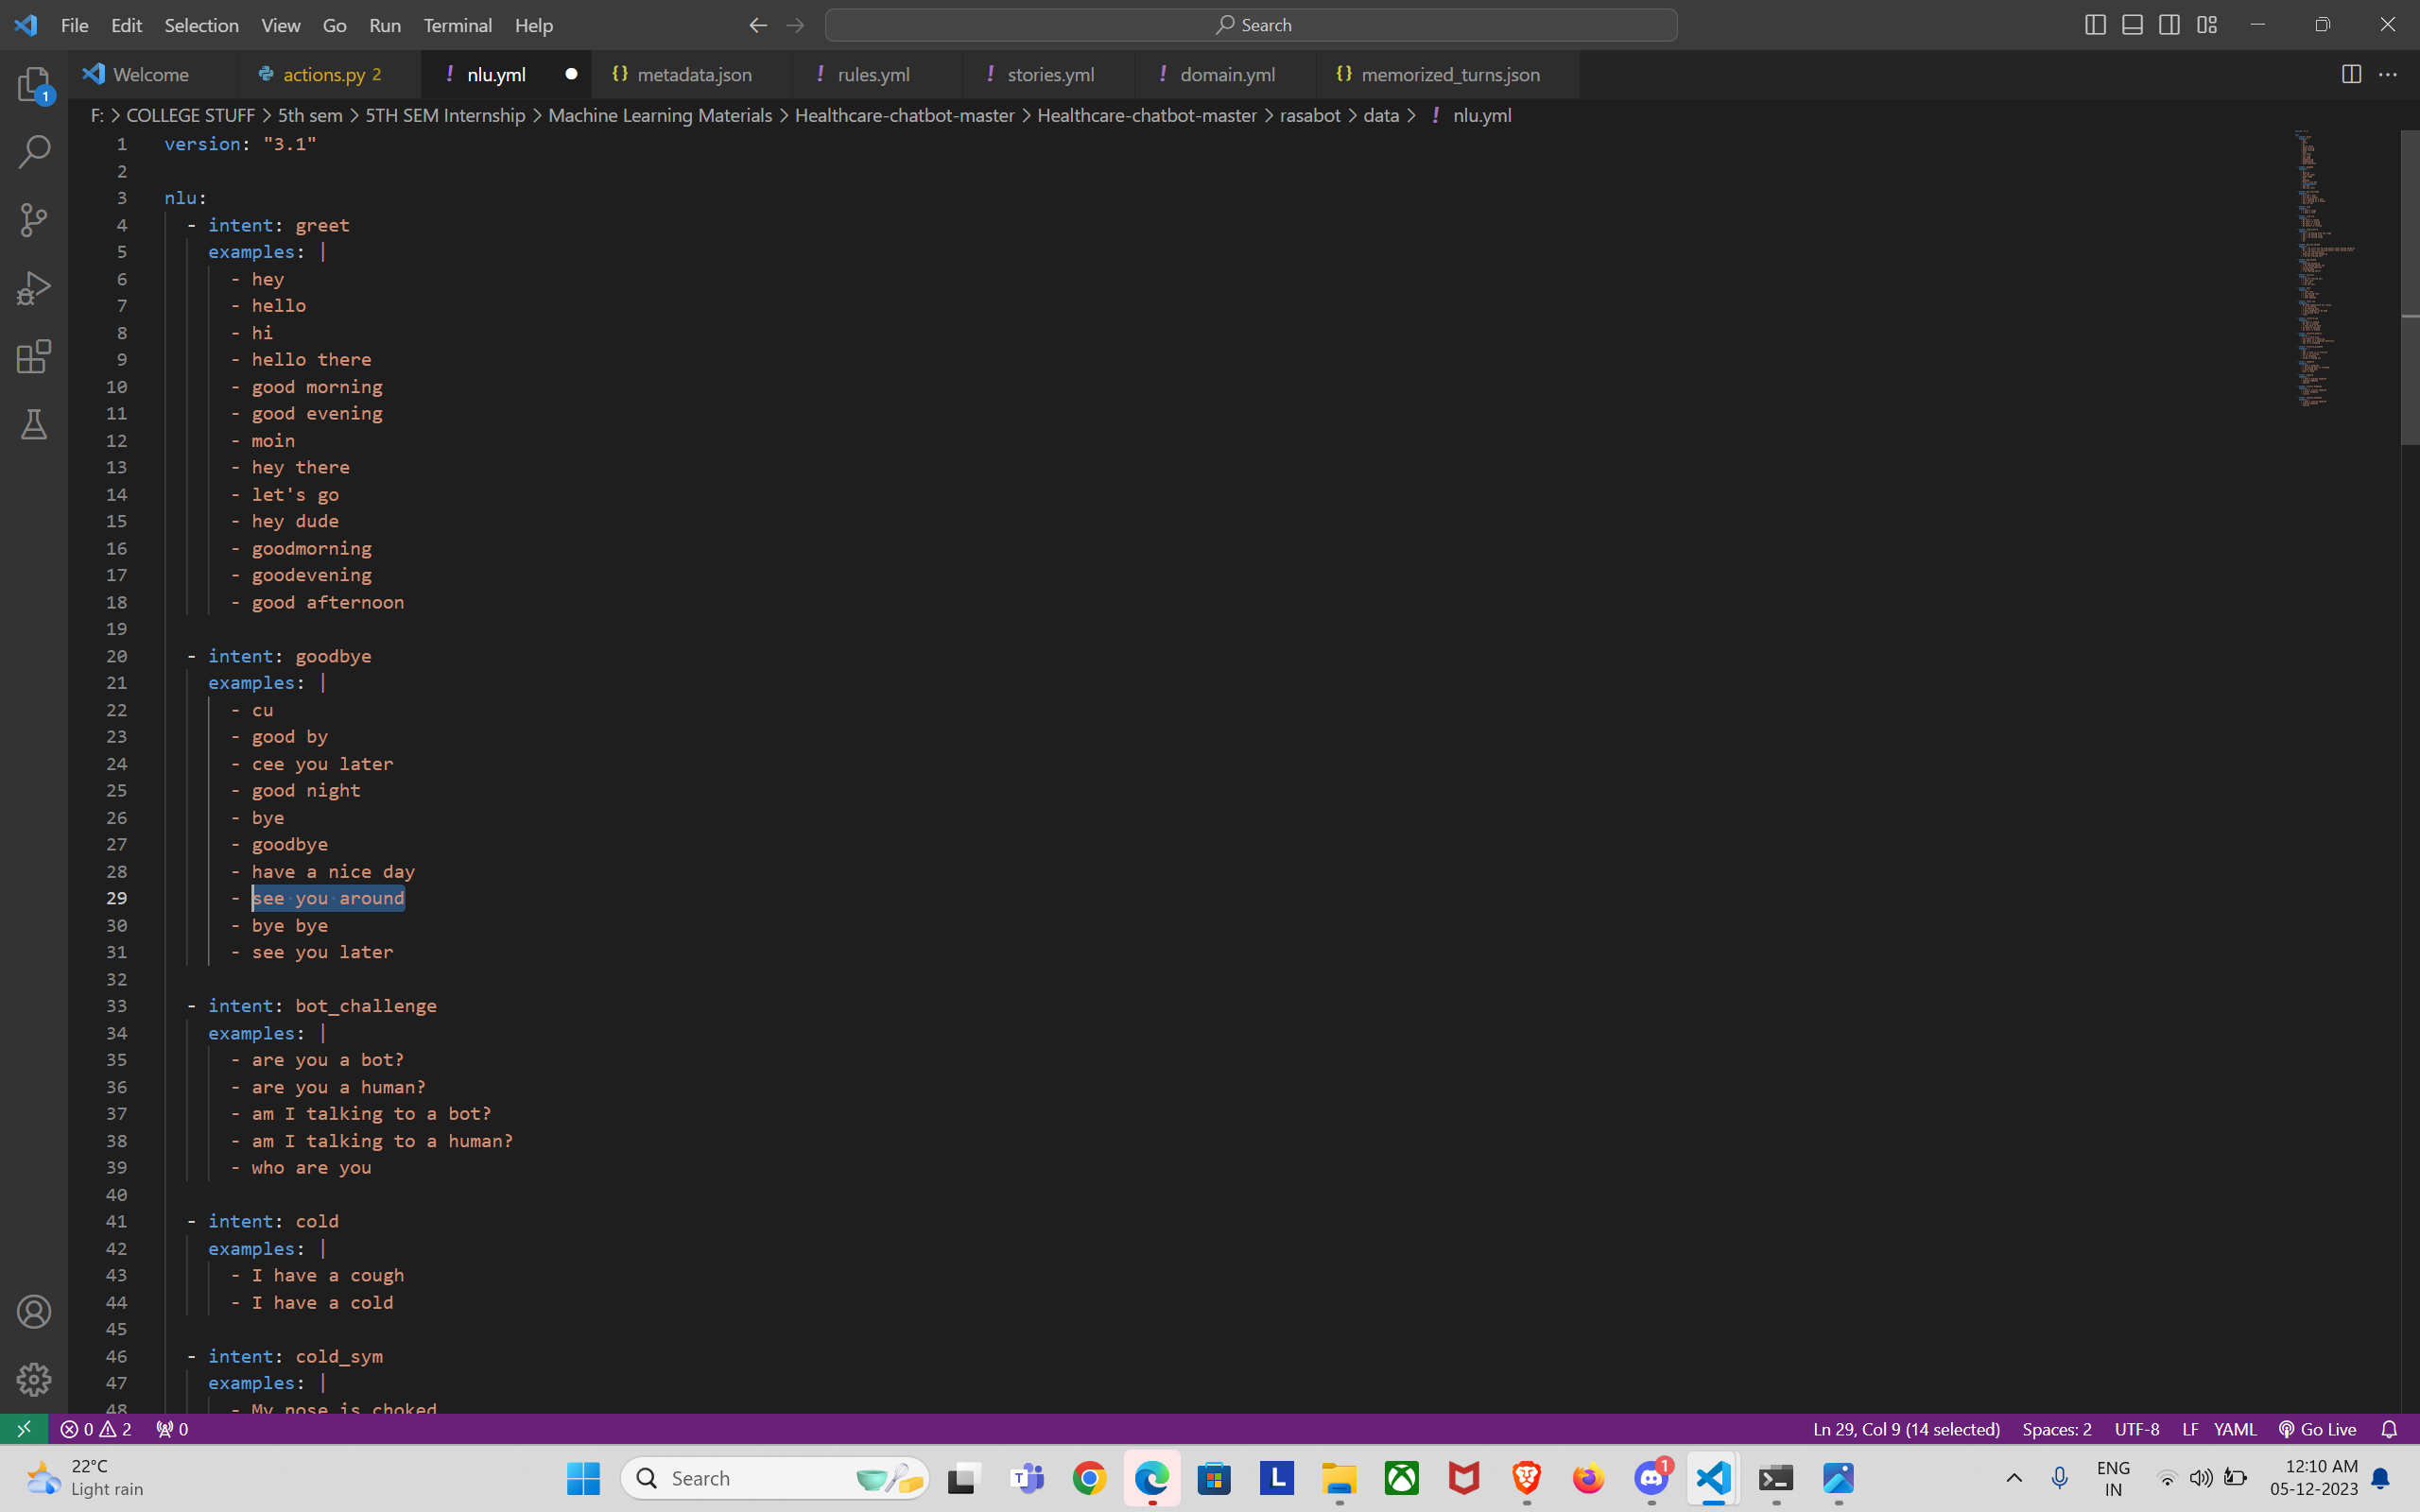 File Edit Selection View Go Run Terminal Help Search
Welcome actions.py 2 nlu.yml metadata.json rules.yml stories.yml domain.yml memorized_turns.json
F: > COLLEGE STUFF > 5th sem > 5TH SEM Internship > Machine Learning Materials > Healthcare-chatbot-master > Healthcare-chatbot-master > rasabot > data > ! nlu.yml
1 version: "3.1"
2
3 nlu:
4 - intent: greet
5 examples: |
6 - hey
7 - hello
8 - hi
9 - hello there
10 - good morning
11 - good evening
12 - moin
13 - hey there
14 - let's go
15 - hey dude
16 - goodmorning
17 - goodevening
18 - good afternoon
19
20 - intent: goodbye
21 examples: |
22 - cu
23 - good by
24 - cee you later
25 - good night
26 - bye
27 - goodbye
28 - have a nice day
29 - see you around
30 - bye bye
31 - see you later
32
33 - intent: bot_challenge
34 examples: |
35 - are you a bot?
36 - are you a human?
37 - am I talking to a bot?
38 - am I talking to a human?
39 - who are you
40
41 - intent: cold
42 examples: |
43 - I have a cough
44 - I have a cold
45
46 - intent: cold_sym
47 examples: |
48 - My nose is choked
0 2 0 Ln 29, Col 9 (14 selected) Spaces: 2 UTF-8 LF YAML Go Live
22°C
Light rain
Search
ENG
IN
12:10 AM
05-12-2023